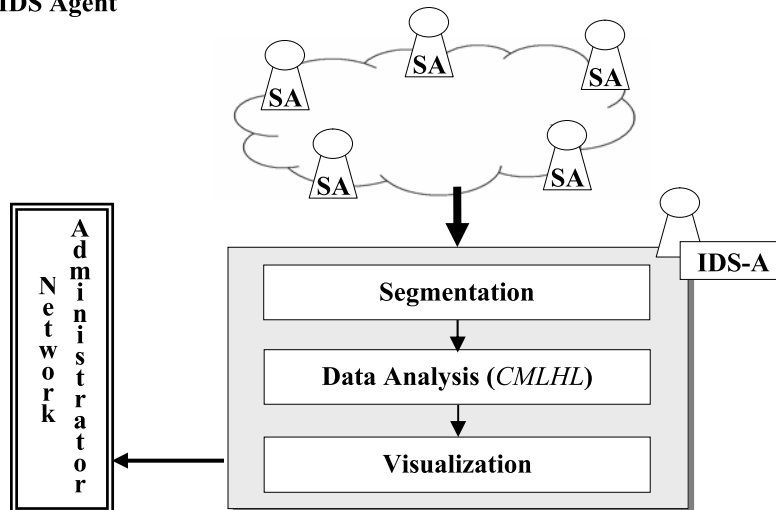 IDS Agent
SA
SA
SA
SA
SA
IDS-A
Segmentation
Data Analysis (CMLHL)
Visualization
Network
Administrator